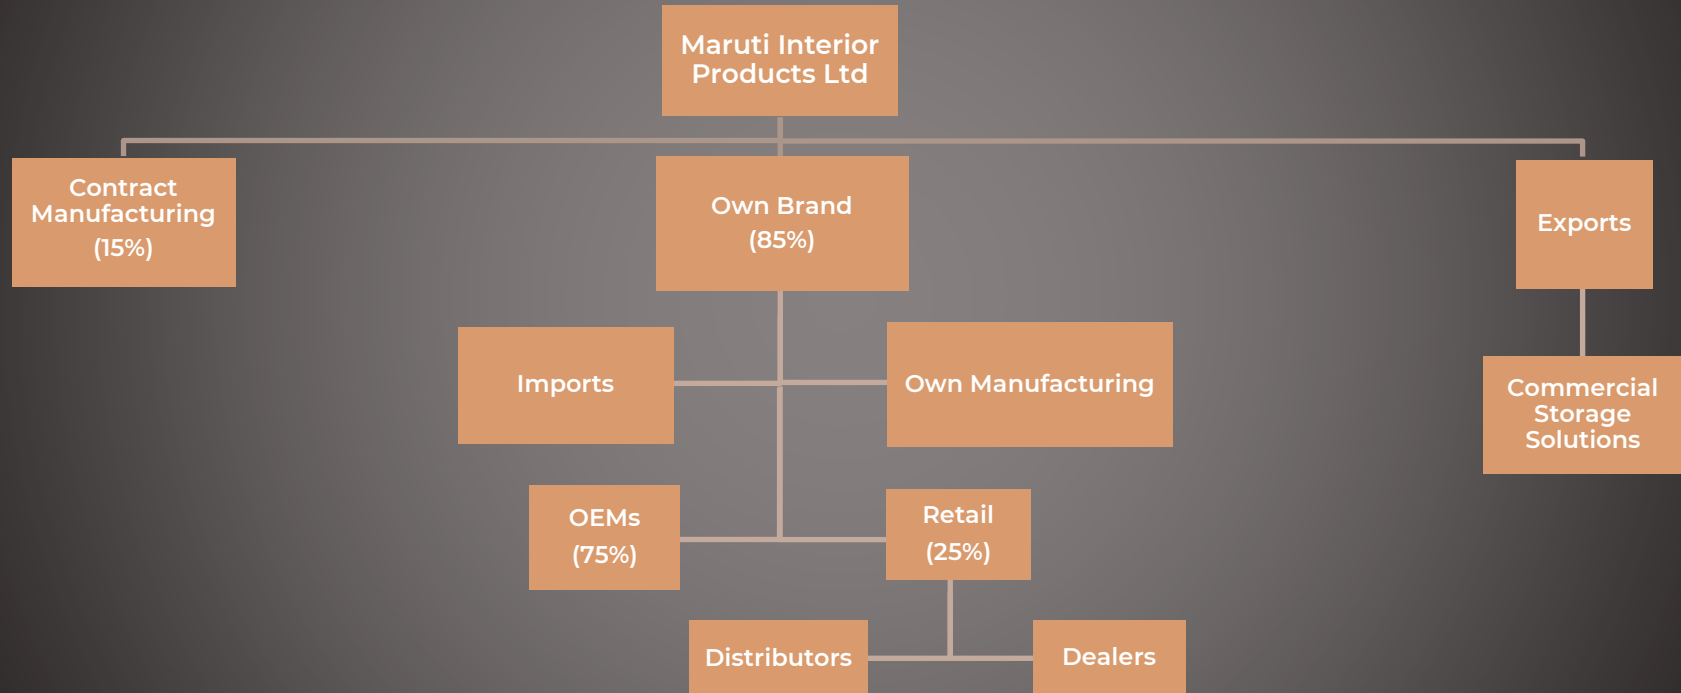 Maruti Interior
Products Ltd
Contract
Manufacturing
(15%)
Own Brand
(85%)
Exports
Imports
Own Manufacturing
Commercial
Storage
Solutions
OEMs
(75%)
Retail
(25%)
Distributors
Dealers